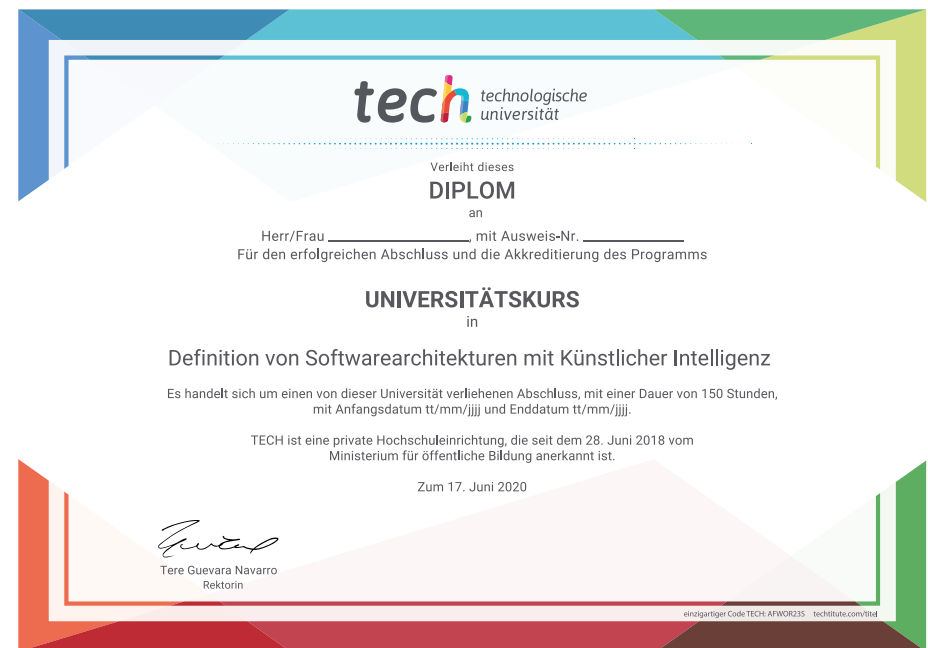 tech technologische
universität
Verleiht dieses
DIPLOM
an
Herr/Frau ____________, mit Ausweis-Nr. ____________
Für den erfolgreichen Abschluss und die Akkreditierung des Programms
UNIVERSITÄTSKURS
in
Definition von Softwarearchitekturen mit Künstlicher Intelligenz
Es handelt sich um einen von dieser Universität verliehenen Abschluss, mit einer Dauer von 150 Stunden,
mit Anfangsdatum tt/mm/jjjj und Enddatum tt/mm/jjjj.
TECH ist eine private Hochschuleinrichtung, die seit dem 28. Juni 2018 vom
Ministerium für öffentliche Bildung anerkannt ist.
Zum 17. Juni 2020
Tere Guevara Navarro
Rektorin
einzigartiger Code TECH: AFWOR23S techtitute.com/titel